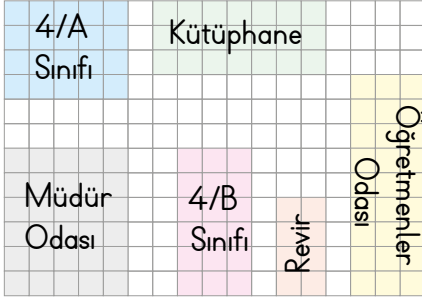 4/A
Sınıfı
Kütüphane
Müdür
Odası
4/B
Sınıfı
Revir
Öğretmenler
Odası